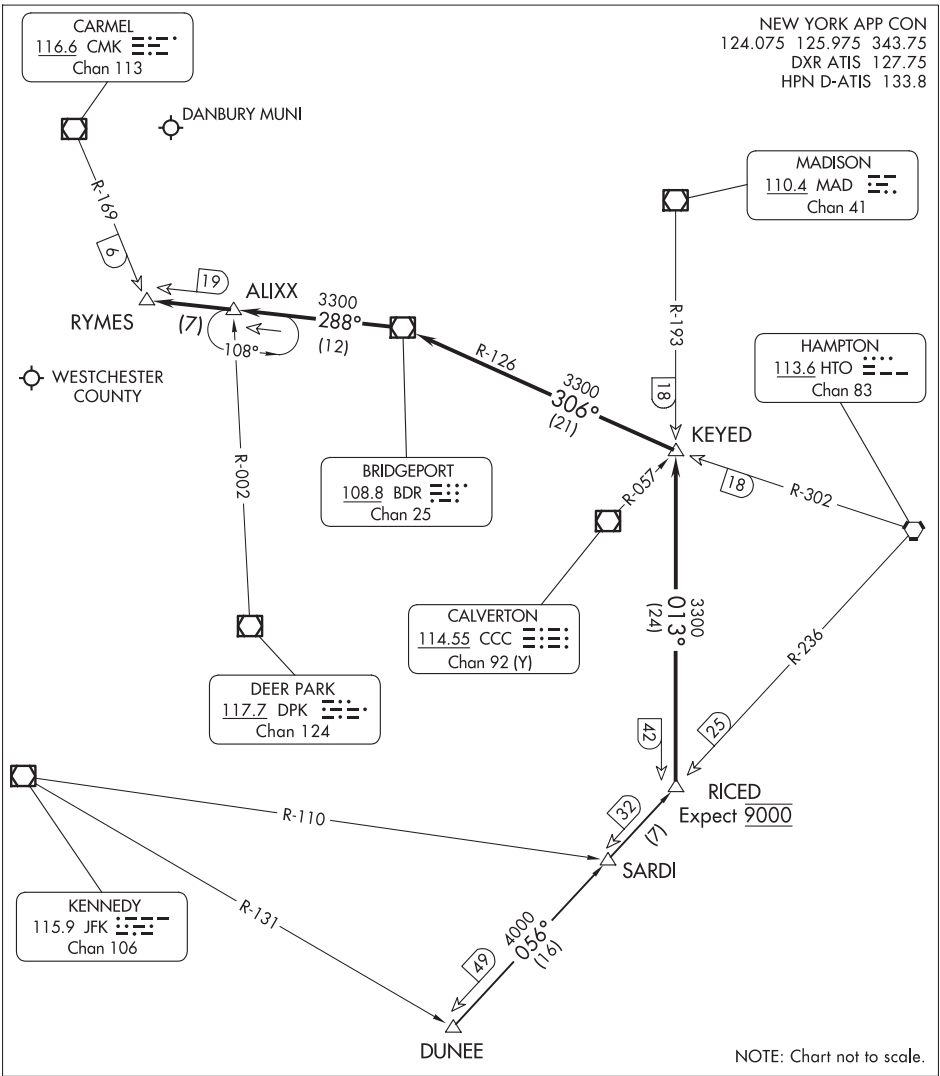 CARMEL
116.6 CMK
Chan 113
NEW YORK APP CON
124.075 125.975 343.75
DXR ATIS 127.75
HPN D-ATIS 133.8
DANBURY MUNI
MADISON
110.4 MAD
Chan 41
R-169
6
19
ALIXX
RYMES
(7)
3300
288°
(12)
108°
R-126
3300
306°
(21)
R-193
18
HAMPTON
113.6 HTO
Chan 83
WESTCHESTER
COUNTY
KEYED
BRIDGEPORT
108.8 BDR
Chan 25
R-002
R-057
18
R-302
CALVERTON
114.55 CCC
Chan 92 (Y)
3300
013°
(24)
R-236
DEER PARK
117.7 DPK
Chan 124
42
25
RICED
Expect 9000
R-110
32
(7)
SARDI
KENNEDY
115.9 JFK
Chan 106
R-131
4000
056°
(16)
49
DUNEE
NOTE: Chart not to scale.